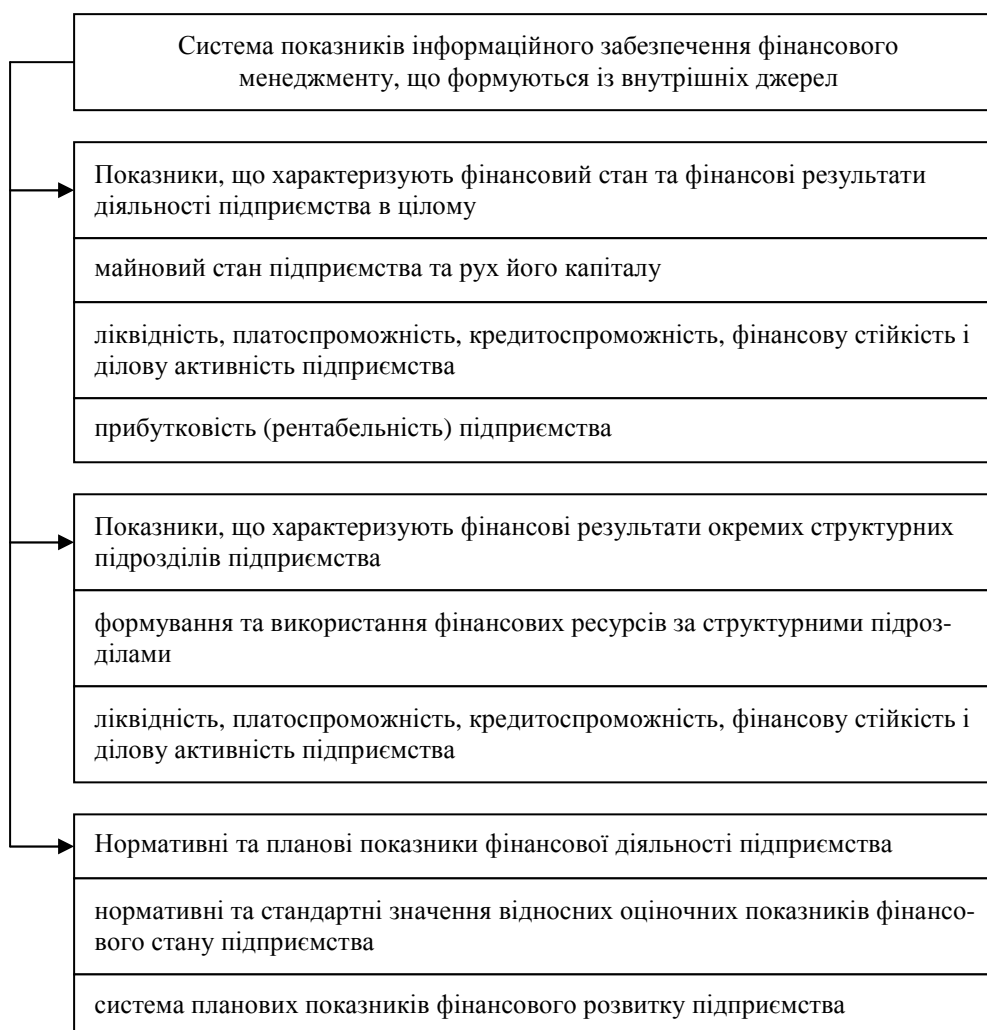 Система показників інформаційного забезпечення фінансового
менеджменту, що формуються із внутрішніх джерел
Показники, що характеризують фінансовий стан та фінансові результати
діяльності підприємства в цілому
майновий стан підприємства та рух його капіталу
ліквідність, платоспроможність, кредитоспроможність, фінансову стійкість і
ділову активність підприємства
прибутковість (рентабельність) підприємства
Показники, що характеризують фінансові результати окремих структурних
підрозділів підприємства
формування та використання фінансових ресурсів за структурними підроз-
ділами
ліквідність, платоспроможність, кредитоспроможність, фінансову стійкість і
ділову активність підприємства
Нормативні та планові показники фінансової діяльності підприємства
нормативні та стандартні значення відносних оціночних показників фінансо-
вого стану підприємства
система планових показників фінансового розвитку підприємства